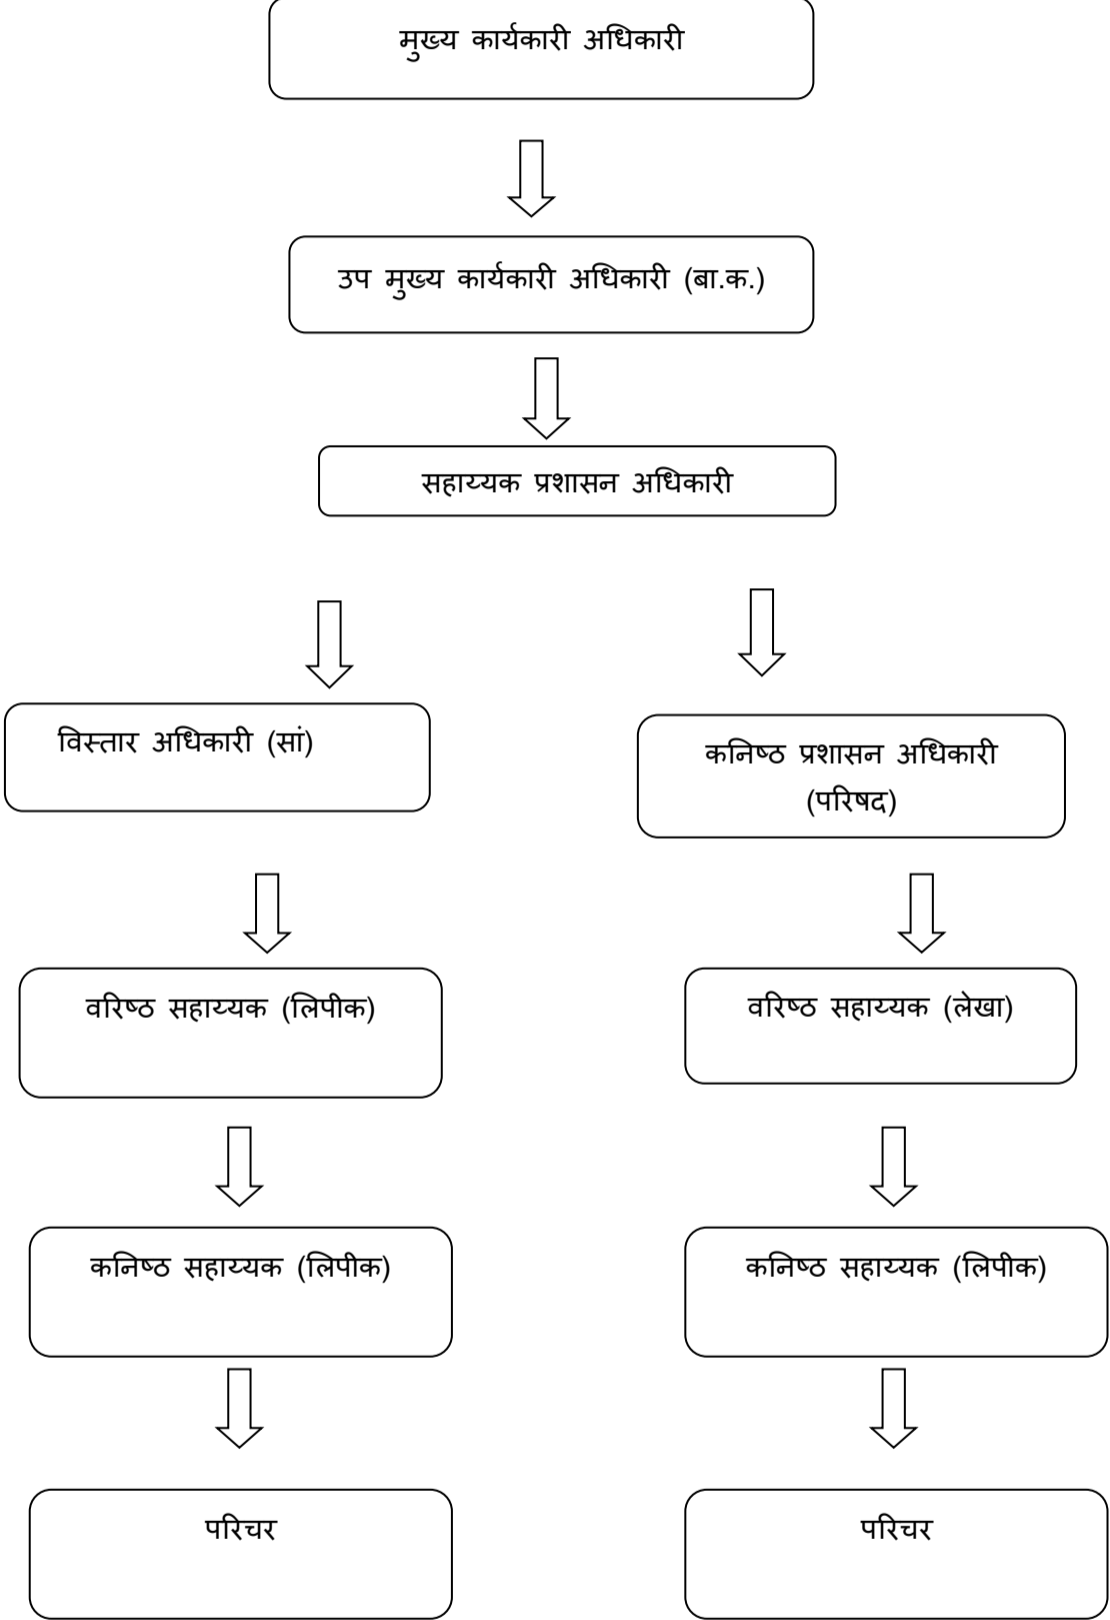 मुख्य कार्यकारी अधिकारी
उप मुख्य कार्यकारी अधिकारी (बा.क.)
सहाय्यक प्रशासन अधिकारी
विस्तार अधिकारी (सां)
कनिष्ठ प्रशासन अधिकारी
(परिषद)
वरिष्ठ सहाय्यक (लिपीक)
वरिष्ठ सहाय्यक (लेखा)
कनिष्ठ सहाय्यक (लिपीक)
कनिष्ठ सहाय्यक (लिपीक)
परिचर
परिचर